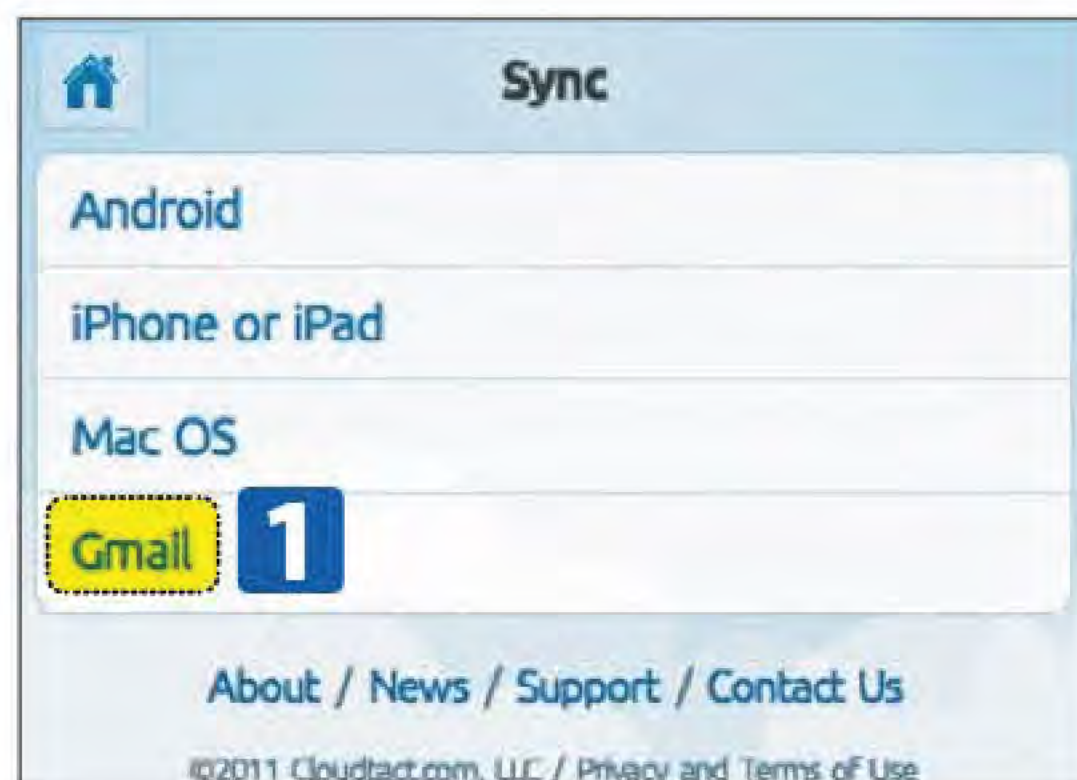 Sync
Android
iPhone or iPad
Mac OS
Gmail 1
About / News / Support / Contact Us
©2011 Cloudtact.com, LLC / Privacy and Terms of Use